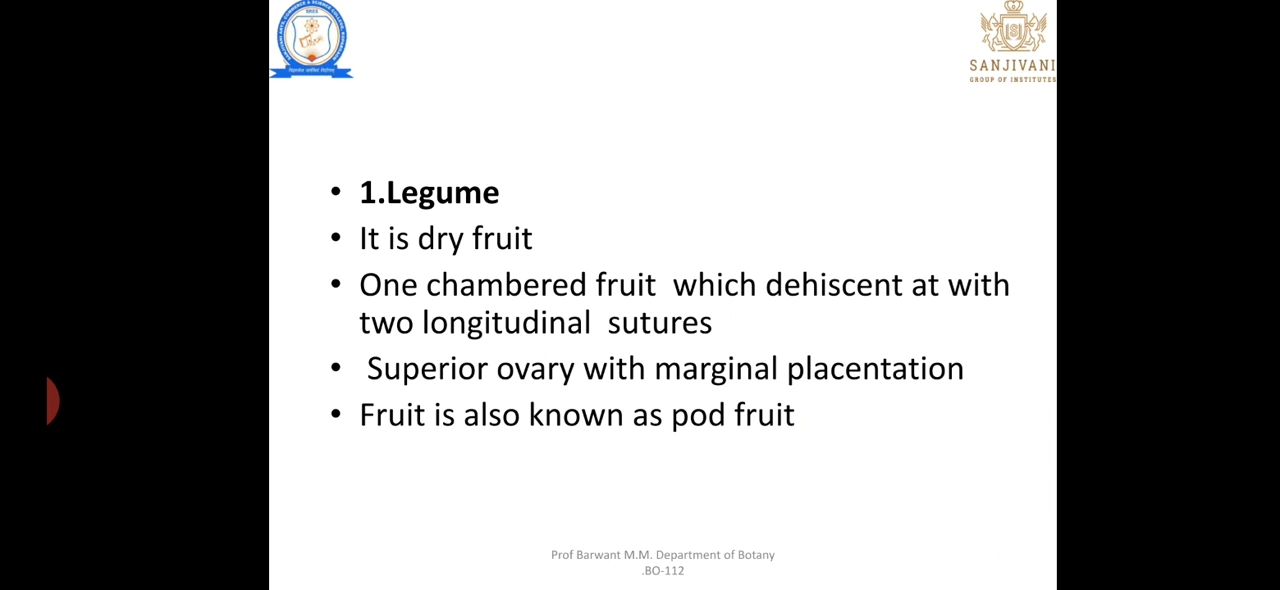 SRES
SANJIVANI
GROUP OF INSTITUTES
• 1.Legume
• It is dry fruit
• One chambered fruit which dehiscent at with
two longitudinal sutures
• Superior ovary with marginal placentation
• Fruit is also known as pod fruit
Prof Barwant M.M. Department of Botany
.BO-112